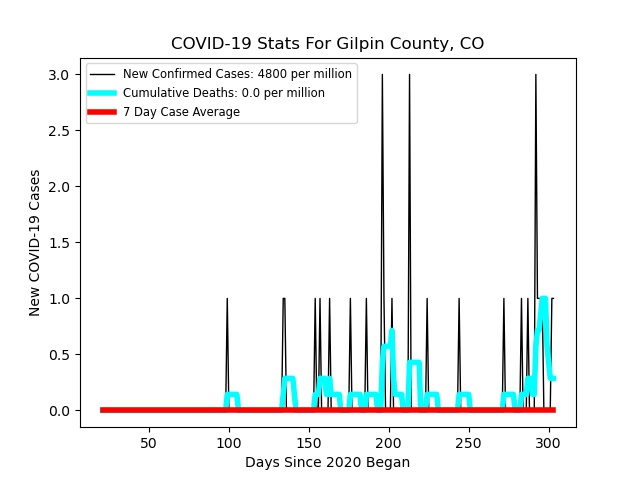 COVID-19 Stats For Gilpin County, CO
New Confirmed Cases: 4800 per million
Cumulative Deaths: 0.0 per million
7 Day Case Average
New COVID-19 Cases
3.0
2.5
2.0
1.5
1.0
0.5
0.0
50 100 150 200 250 300
Days Since 2020 Began